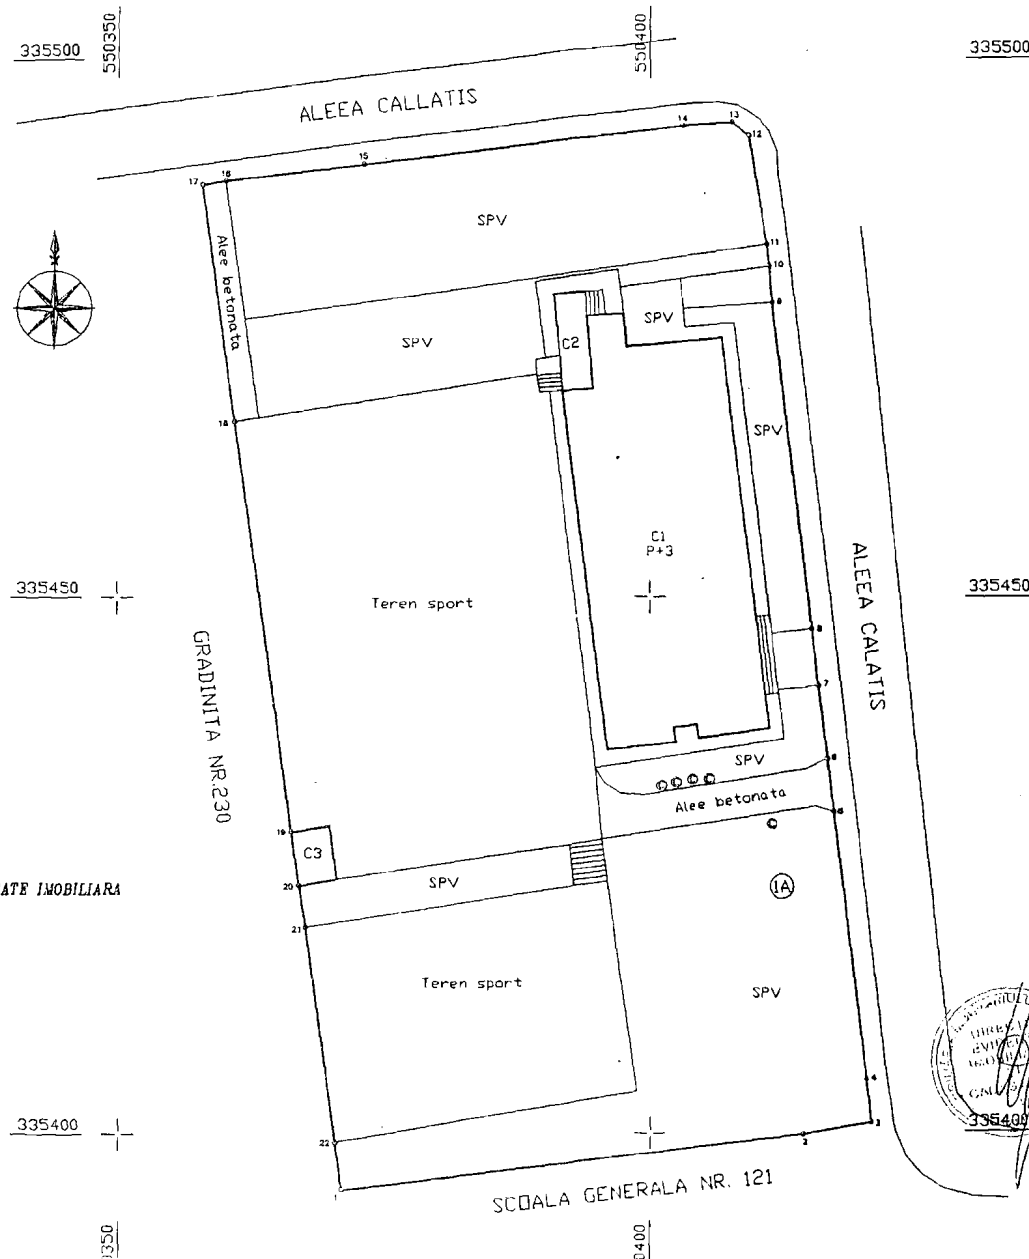 335500
550350
550400
335500
ALEEA CALLATIS
17
16
15
14
13
12
11
10
9
SPV
Alee betonata
SPV
SPV
C2
18
SPV
C1
P+3
335450
335450
Teren sport
ALEEA CALATIS
8
7
GRADINITA NR.230
SPV
6
Alee betonata
5
19
C3
20
SPV
ATE IMOBILIARA
1A
21
Teren sport
SPV
4
335400
335400
22
3
2
1
SCOALA GENERALA NR. 121
0350
0400